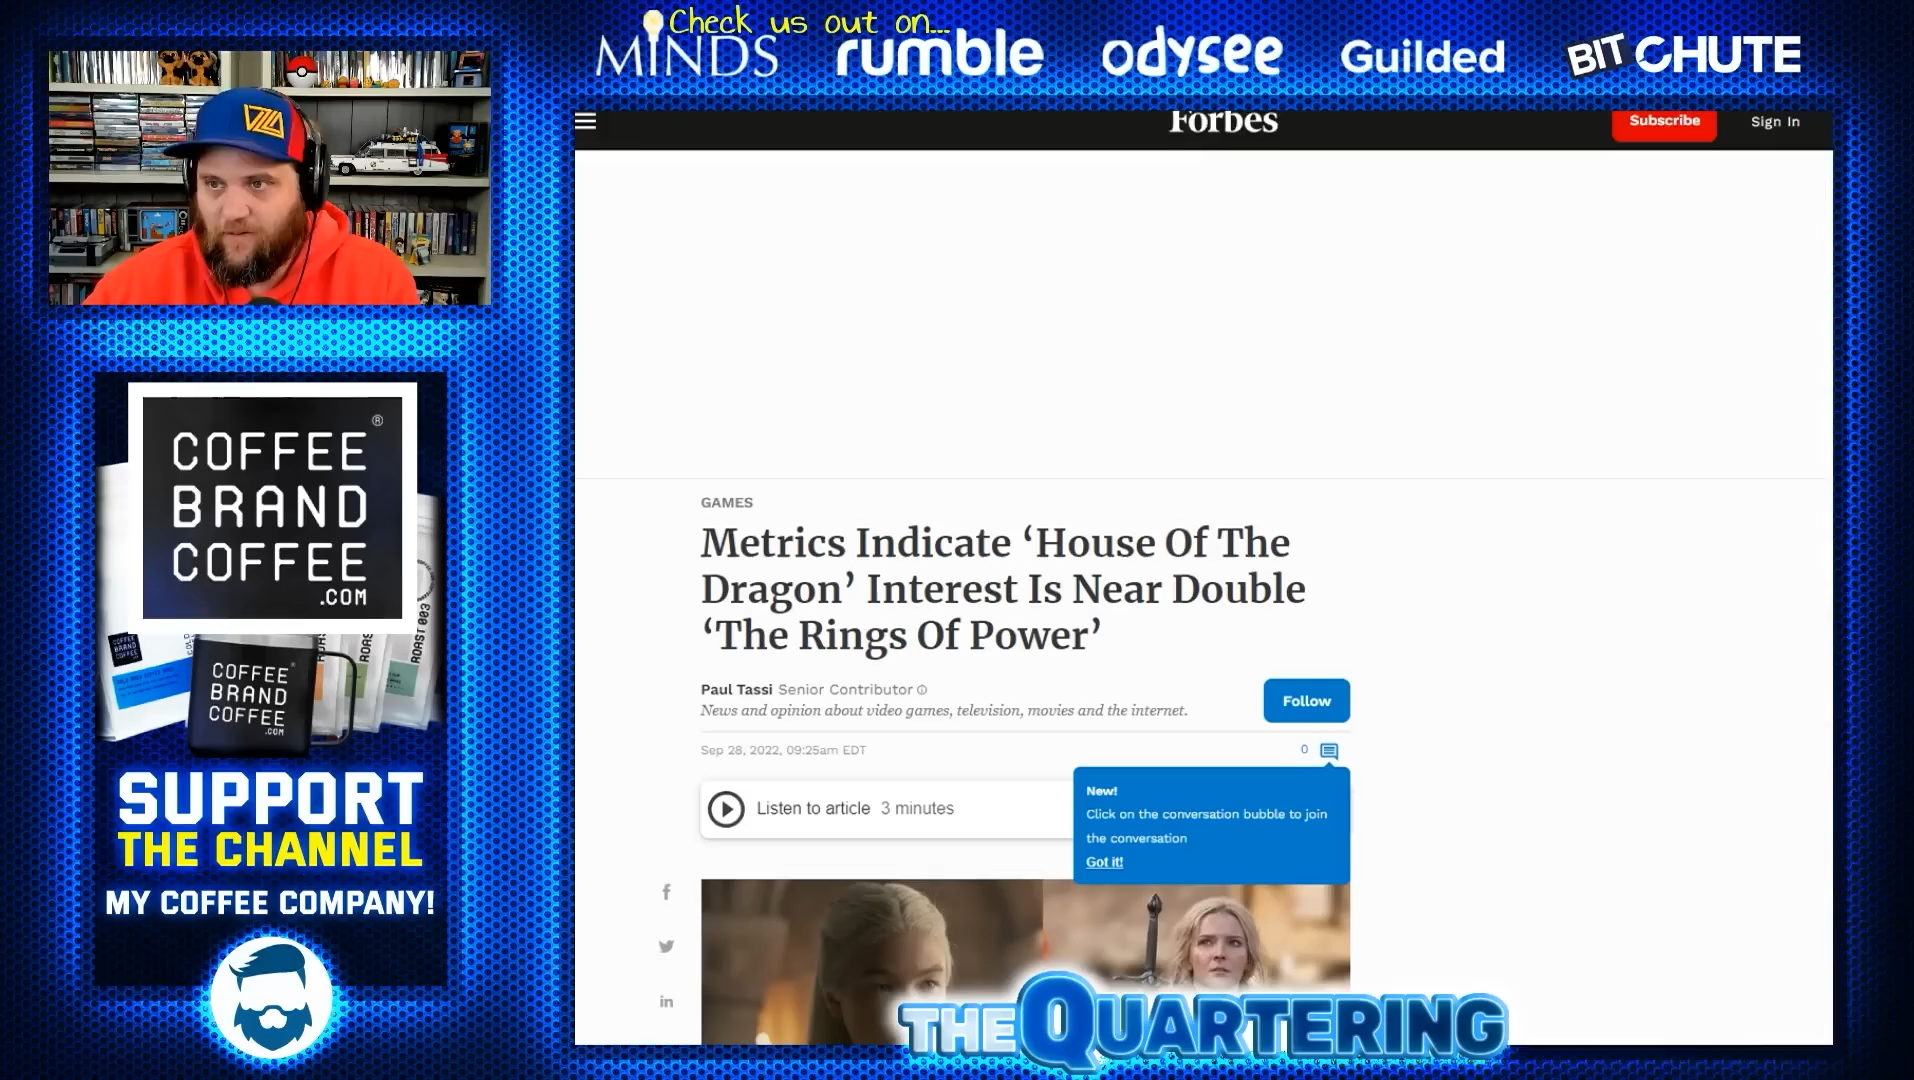 Check us out on...
MINDS
rumble
odysee
Guilded
BIT CHUTE
Forbes
Subscribe
Sign In
COFFEE
BRAND
COFFEE
.COM
®
COFFEE
BRAND
COFFEE
.COM
ROAST 003
SUPPORT
THE CHANNEL
MY COFFEE COMPANY!
GAMES
Metrics Indicate ‘House Of The
Dragon’ Interest Is Near Double
‘The Rings Of Power’
Paul Tassi Senior Contributor
News and opinion about video games, television, movies and the internet.
Follow
Sep 28, 2022, 09:25am EDT
0
Listen to article 3 minutes
New!
Click on the conversation bubble to join
the conversation
Got it!
f
in
THE QUARTERING